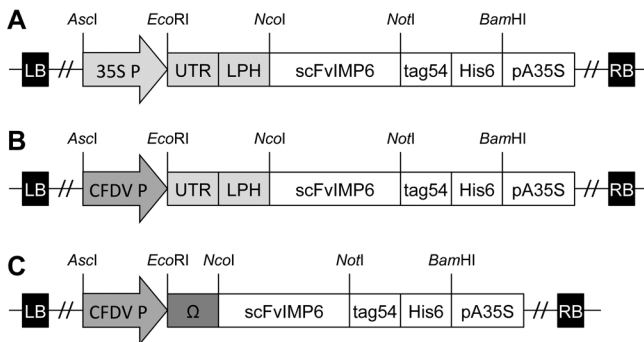 A
AscI EcoRI NcoI NotI BamHI
LB // 35S P UTR LPH scFvIMP6 tag54 His6 pA35S // RB
B
AscI EcoRI NcoI NotI BamHI
LB // CFDV P UTR LPH scFvIMP6 tag54 His6 pA35S // RB
C
AscI EcoRI NcoI NotI BamHI
LB // CFDV P Ω scFvIMP6 tag54 His6 pA35S // RB